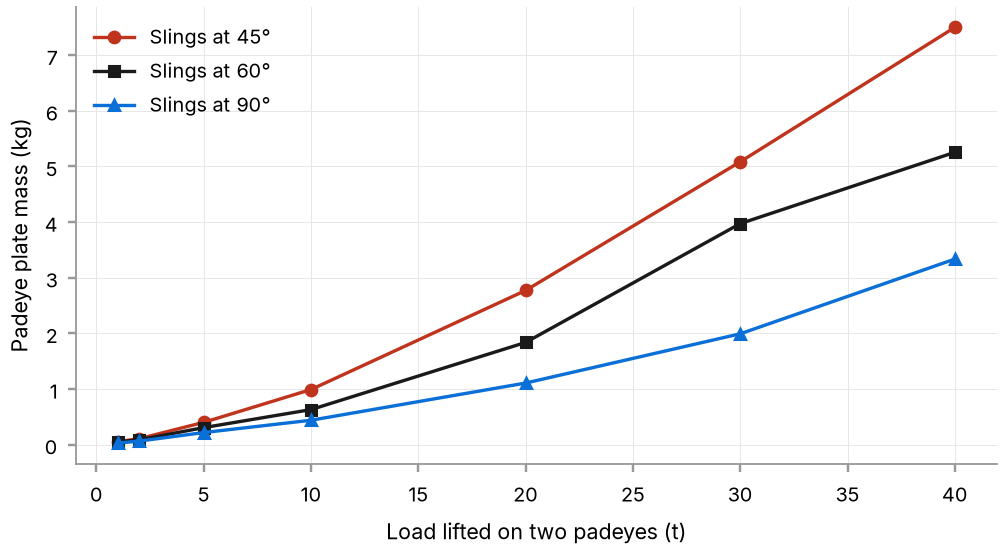 Slings at 45°
Slings at 60°
Slings at 90°
Padeye plate mass (kg)
7
6
5
4
3
2
1
0
0 5 10 15 20 25 30 35 40
Load lifted on two padeyes (t)